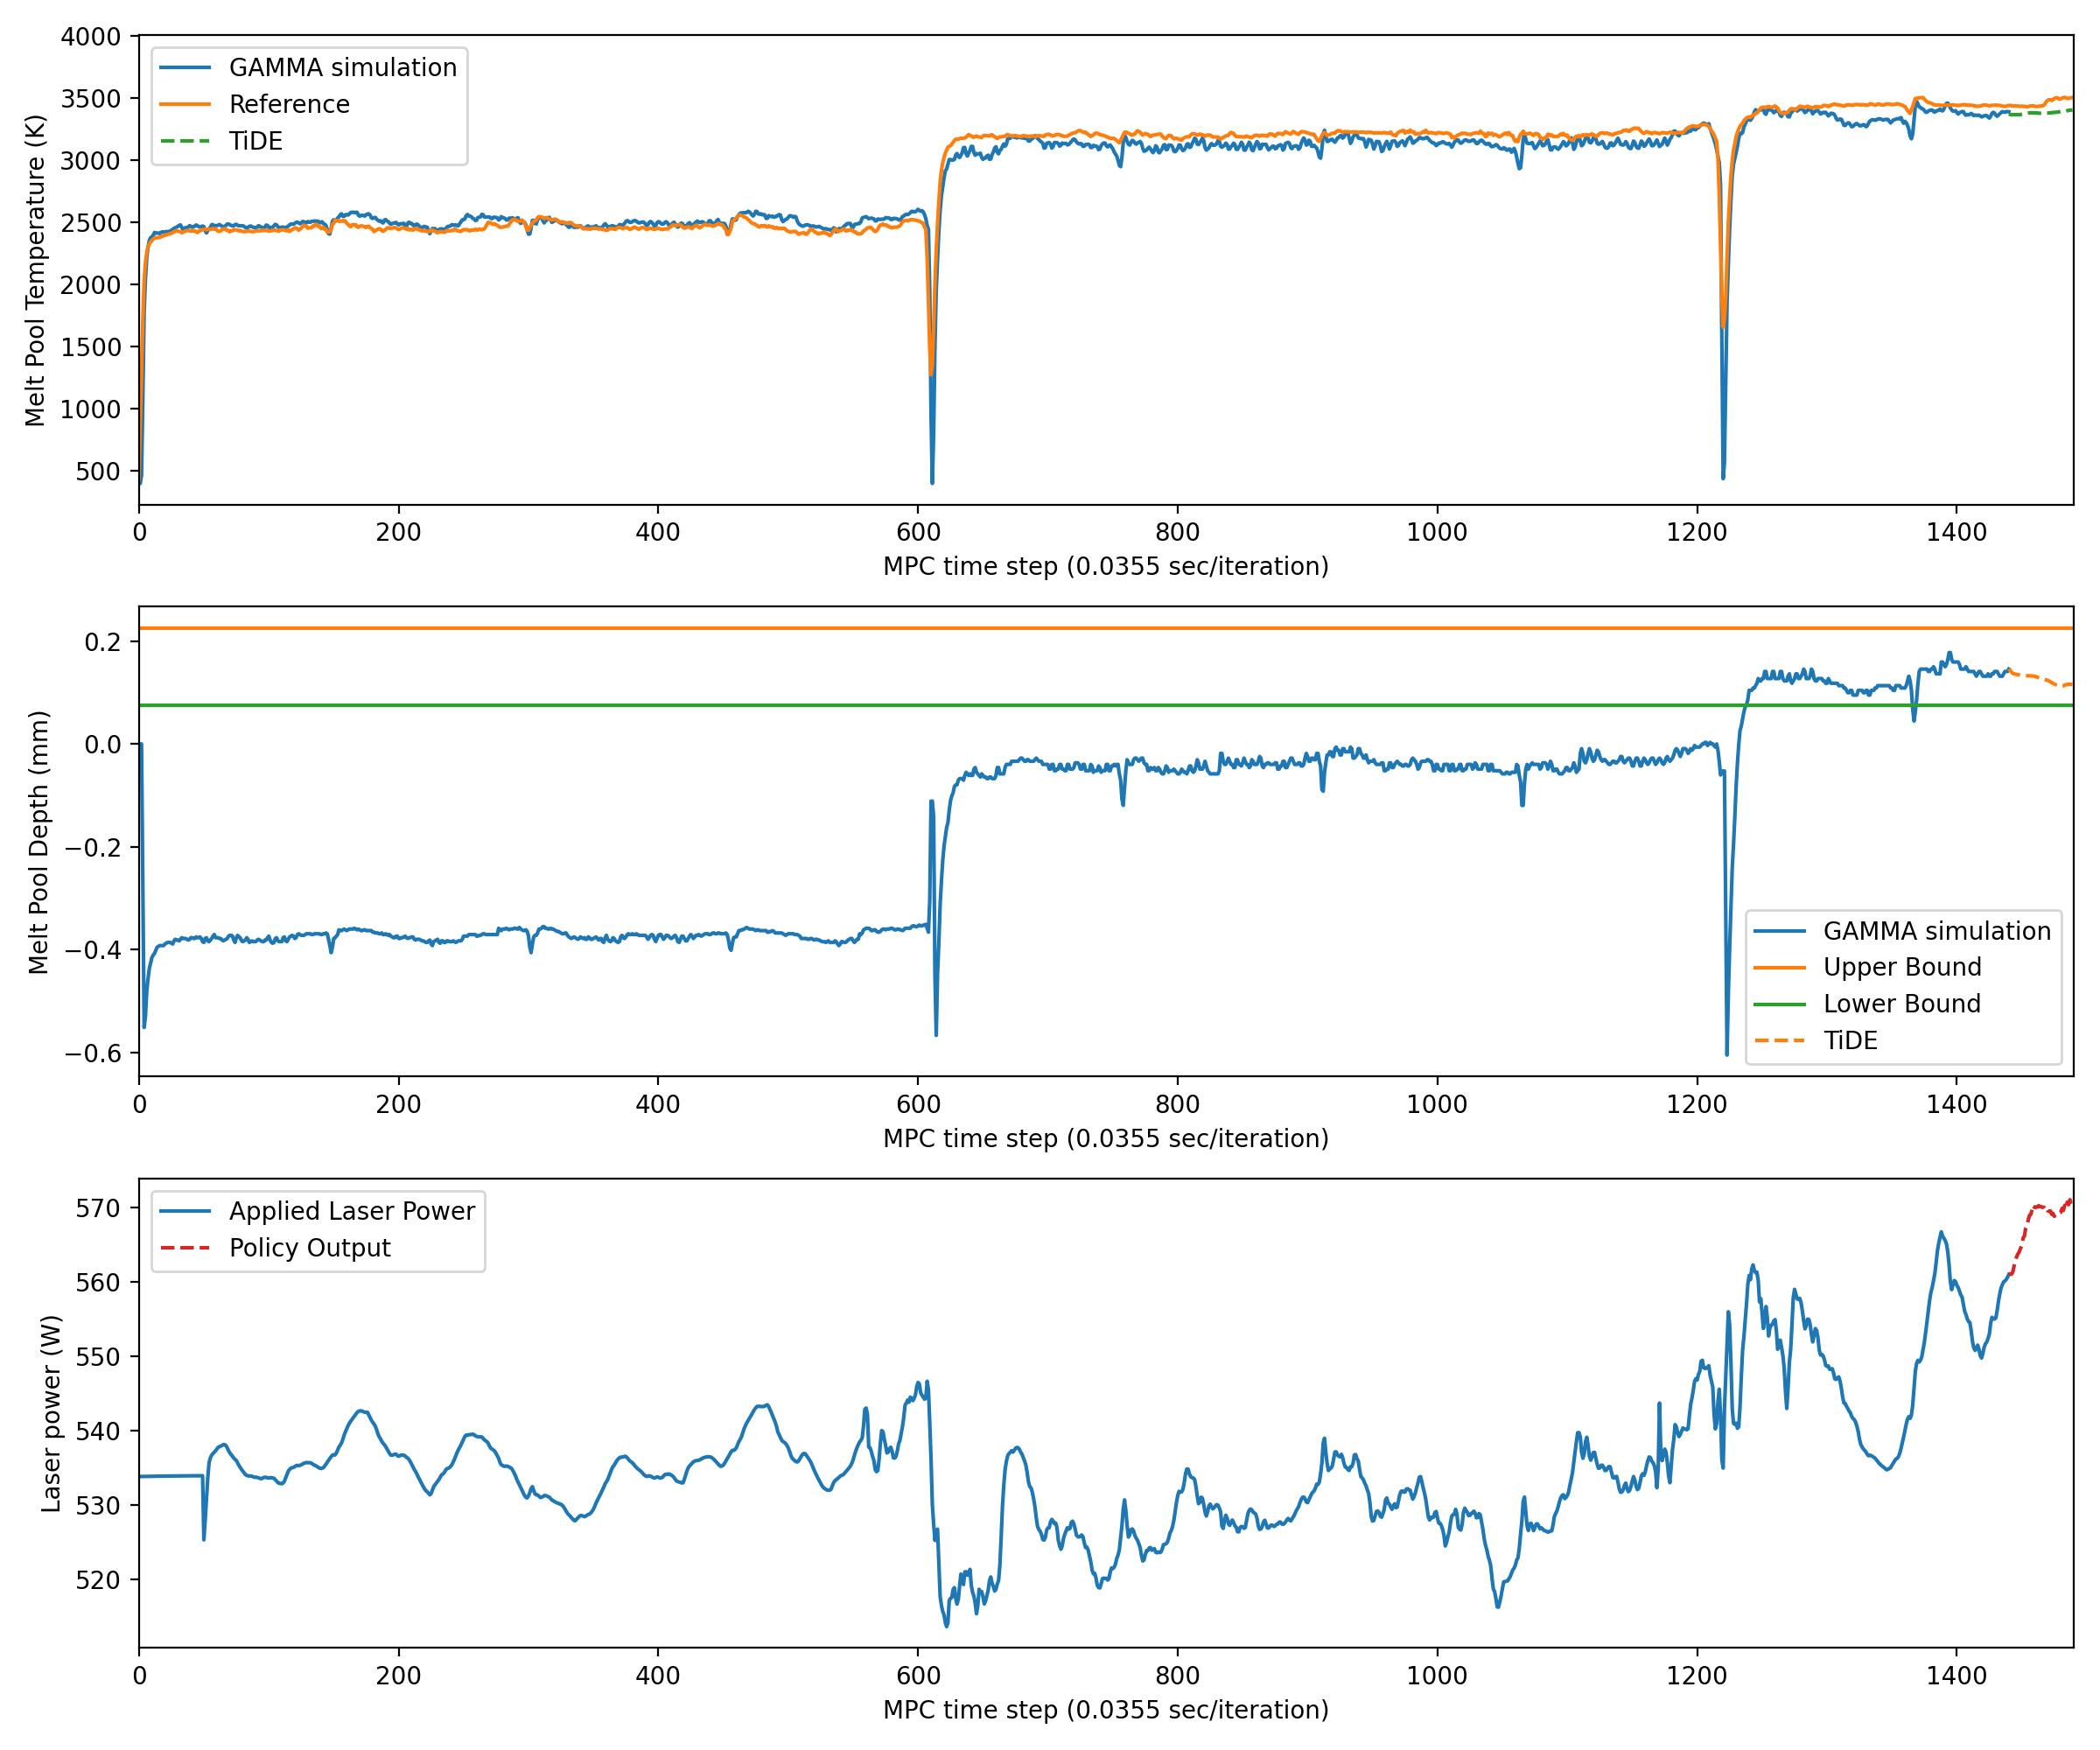 4000
3500
3000
2500
2000
1500
1000
500
Melt Pool Temperature (K)
GAMMA simulation
Reference
TiDE
0 200 400 600 800 1000 1200 1400
MPC time step (0.0355 sec/iteration)
0.2
0.0
−0.2
−0.4
−0.6
Melt Pool Depth (mm)
GAMMA simulation
Upper Bound
Lower Bound
TiDE
0 200 400 600 800 1000 1200 1400
MPC time step (0.0355 sec/iteration)
570
560
550
540
530
520
Laser power (W)
Applied Laser Power
Policy Output
0 200 400 600 800 1000 1200 1400
MPC time step (0.0355 sec/iteration)